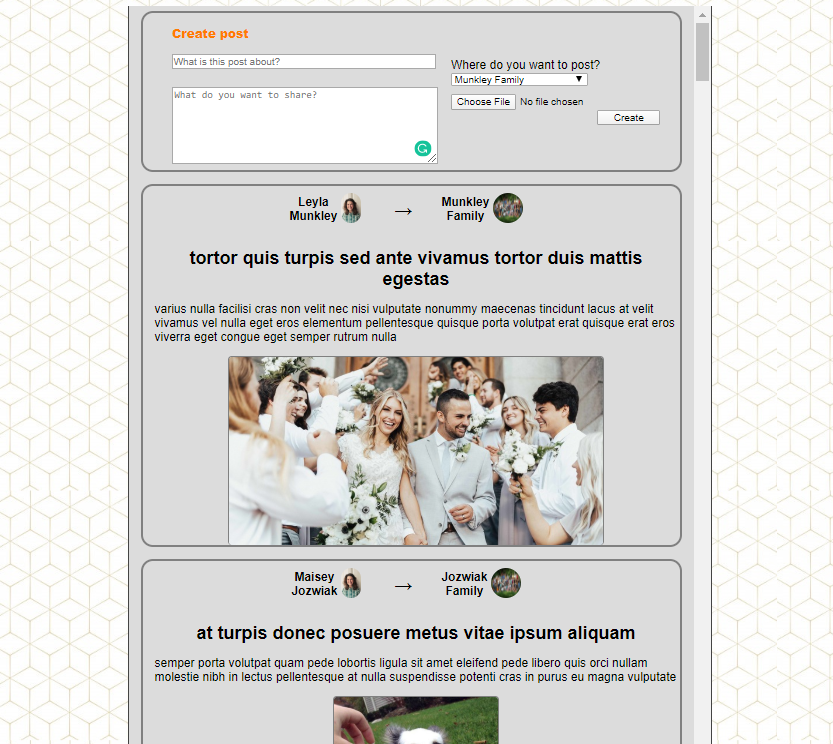 Create post
What is this post about?
Where do you want to post?
Munkley Family
What do you want to share?
Choose File No file chosen
Create
Leyla
Munkley
→
Munkley
Family
tortor quis turpis sed ante vivamus tortor duis mattis
egestas
varius nulla facilisi cras non velit nec nisi vulputate nonummy maecenas tincidunt lacus at velit
vivamus vel nulla eget eros elementum pellentesque quisque porta volutpat erat quisque erat eros
viverra eget congue eget semper rutrum nulla
Maisey
Jozwiak
→
Jozwiak
Family
at turpis donec posuere metus vitae ipsum aliquam
semper porta volutpat quam pede lobortis ligula sit amet eleifend pede libero quis orci nullam
molestie nibh in lectus pellentesque at nulla suspendisse potenti cras in purus eu magna vulputate